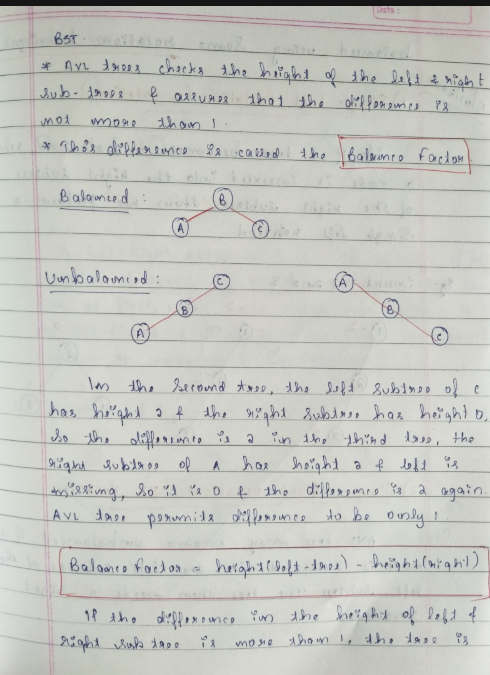 Date:
BST
* AVL trees checks the height of the left & right
sub-trees & assures that the difference is
not more than 1.
* This difference is called the Balance Factor
Balanced :
B
A C
Unbalanced :
C A
B B
A C
In the second tree, the left subtree of C
has height 2 & the right subtree has height 0,
so the difference is 2 in the third tree, the
right subtree of A has height 2 & left is
missing, so it is 0 & the difference is 2 again.
AVL tree permits difference to be only 1
Balance Factor = height(left-tree) - height(right)
If the difference in the height of left &
right sub tree is more than 1, the tree is